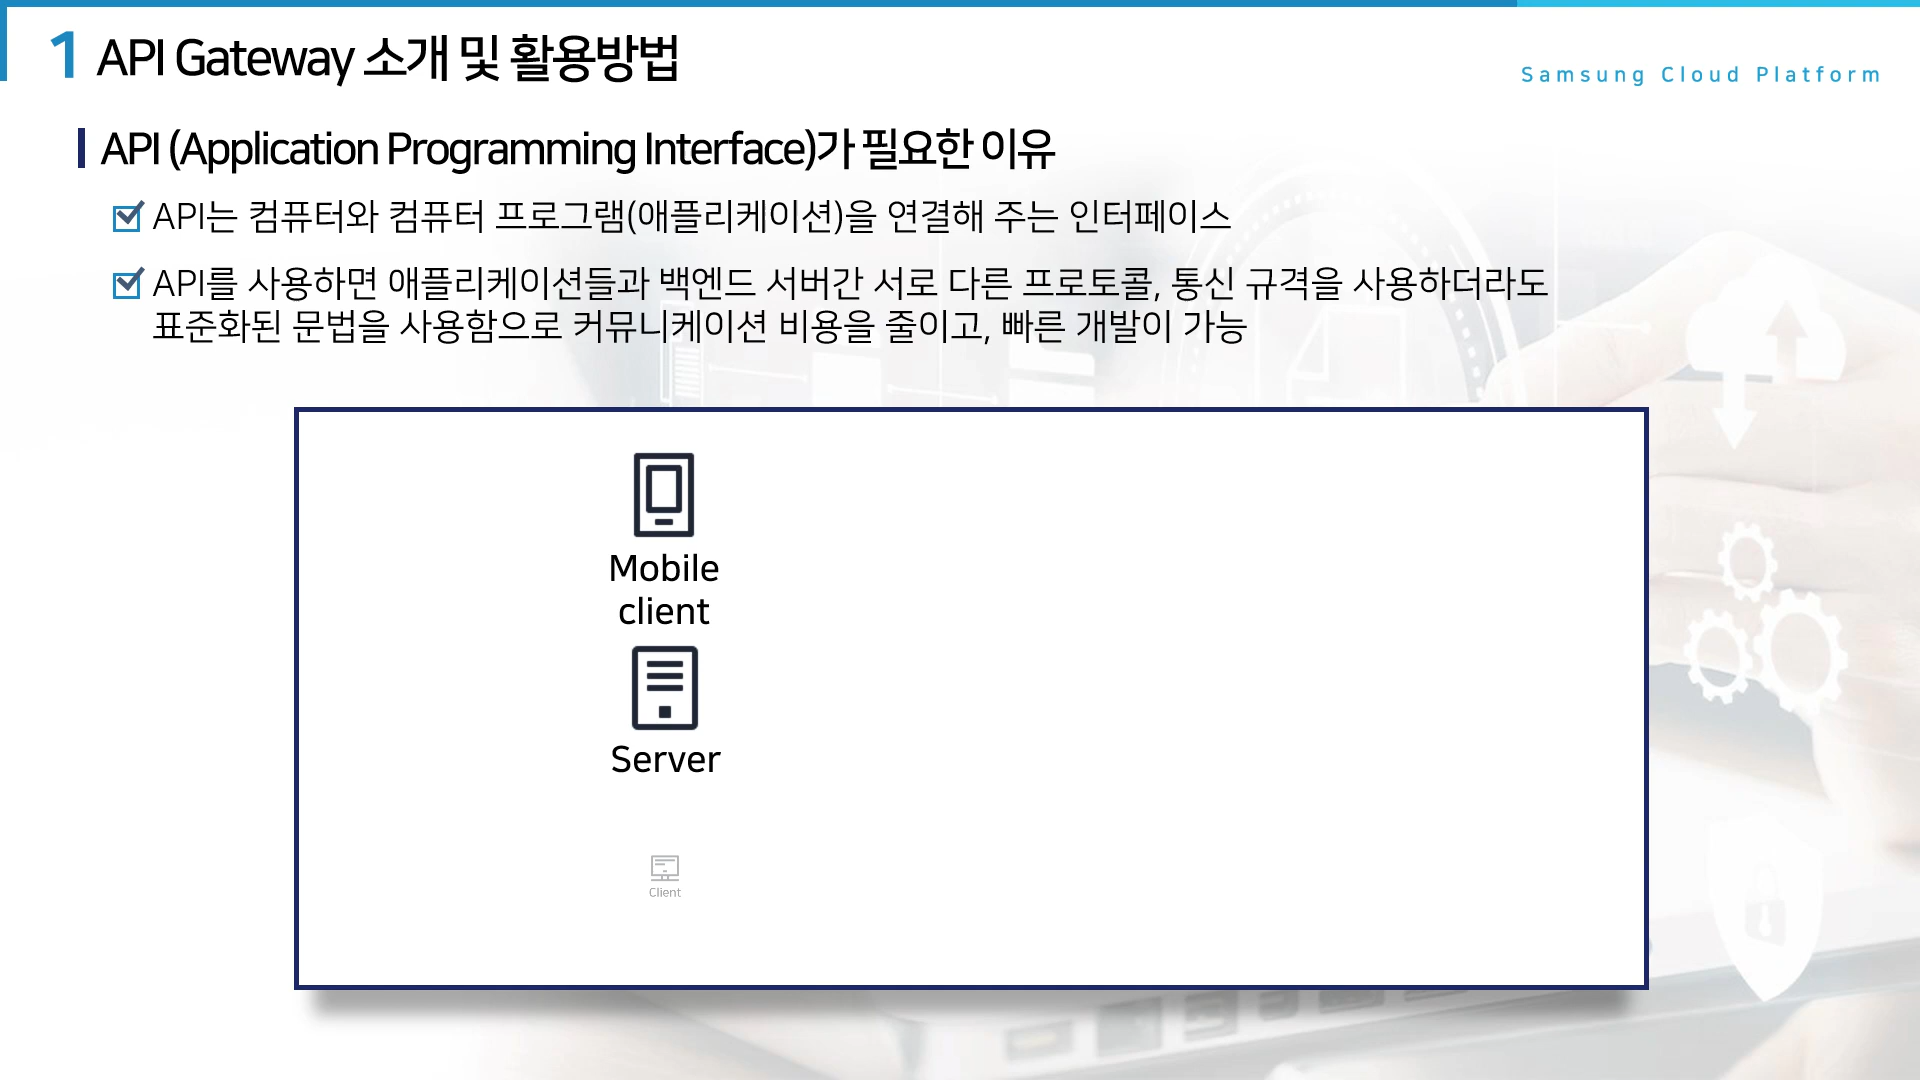 1 API Gateway 소개 및 활용방법
Samsung Cloud Platform
API (Application Programming Interface)가 필요한 이유
API는 컴퓨터와 컴퓨터 프로그램(애플리케이션)을 연결해 주는 인터페이스
API를 사용하면 애플리케이션들과 백엔드 서버간 서로 다른 프로토콜, 통신 규격을 사용하더라도
표준화된 문법을 사용함으로 커뮤니케이션 비용을 줄이고, 빠른 개발이 가능
Mobile
client
Server
Client